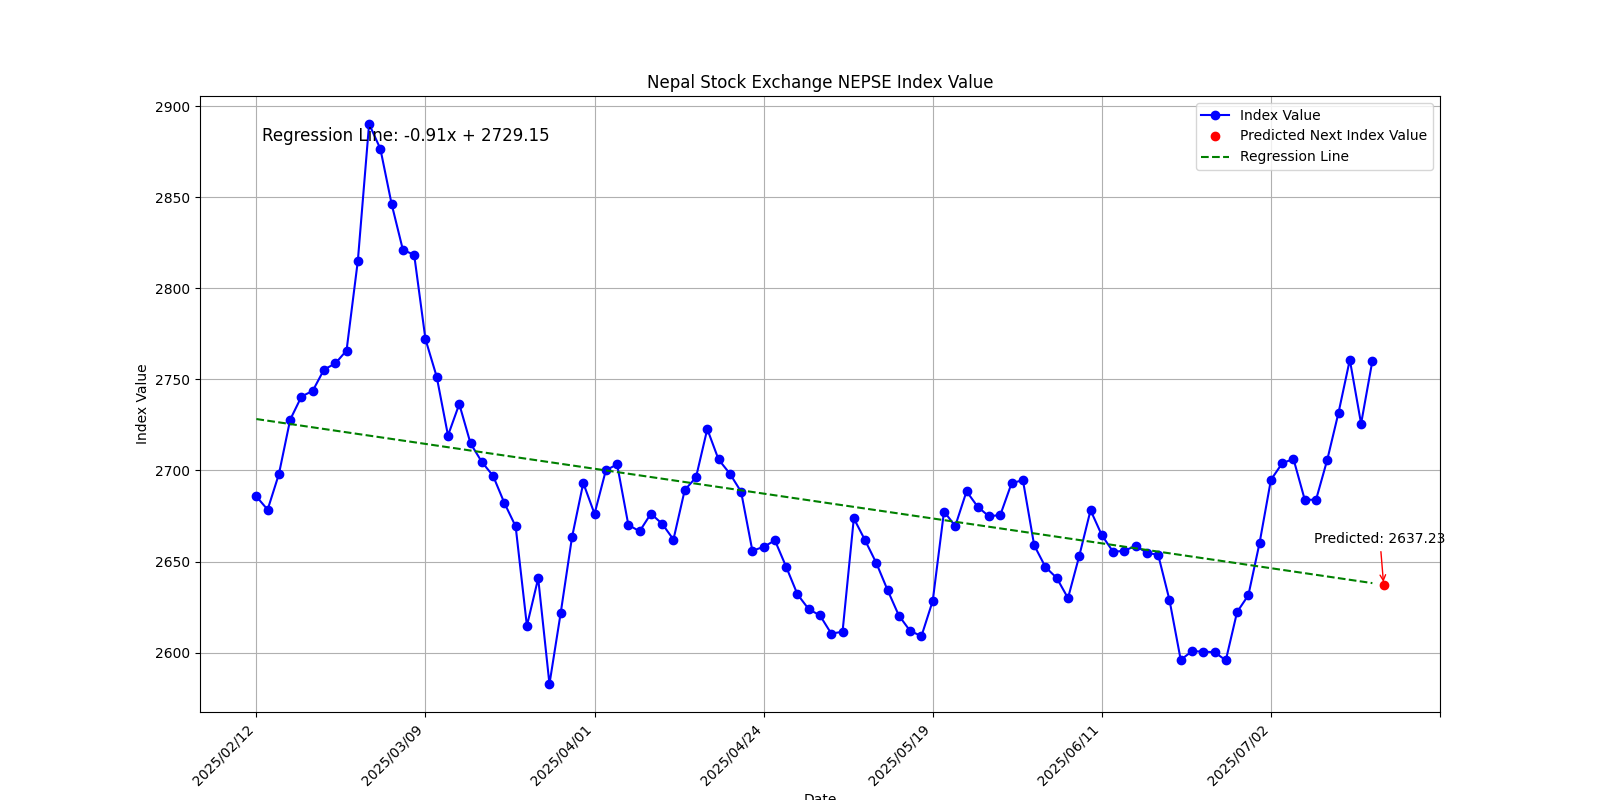 Nepal Stock Exchange NEPSE Index Value
2900
2850
2800
2750
2700
2650
2600
Index Value
Regression Line: -0.91x + 2729.15
Index Value
Predicted Next Index Value
Regression Line
Predicted: 2637.23
2025/02/12
2025/03/09
2025/04/01
2025/04/24
2025/05/19
2025/06/11
2025/07/02
Date